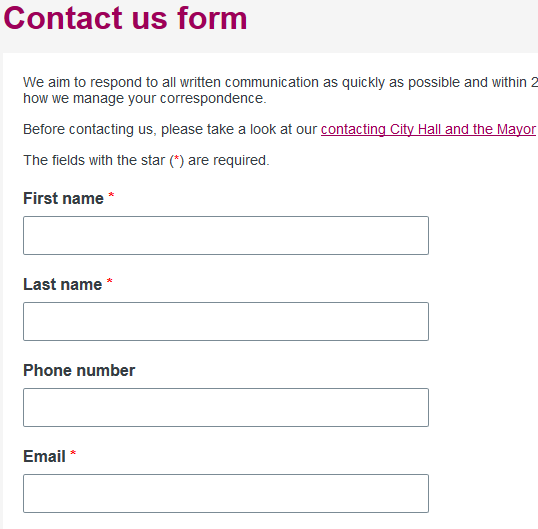 Contact us form
We aim to respond to all written communication as quickly as possible and within 2
how we manage your correspondence.
Before contacting us, please take a look at our contacting City Hall and the Mayor
The fields with the star (*) are required.
First name *
Last name *
Phone number
Email *